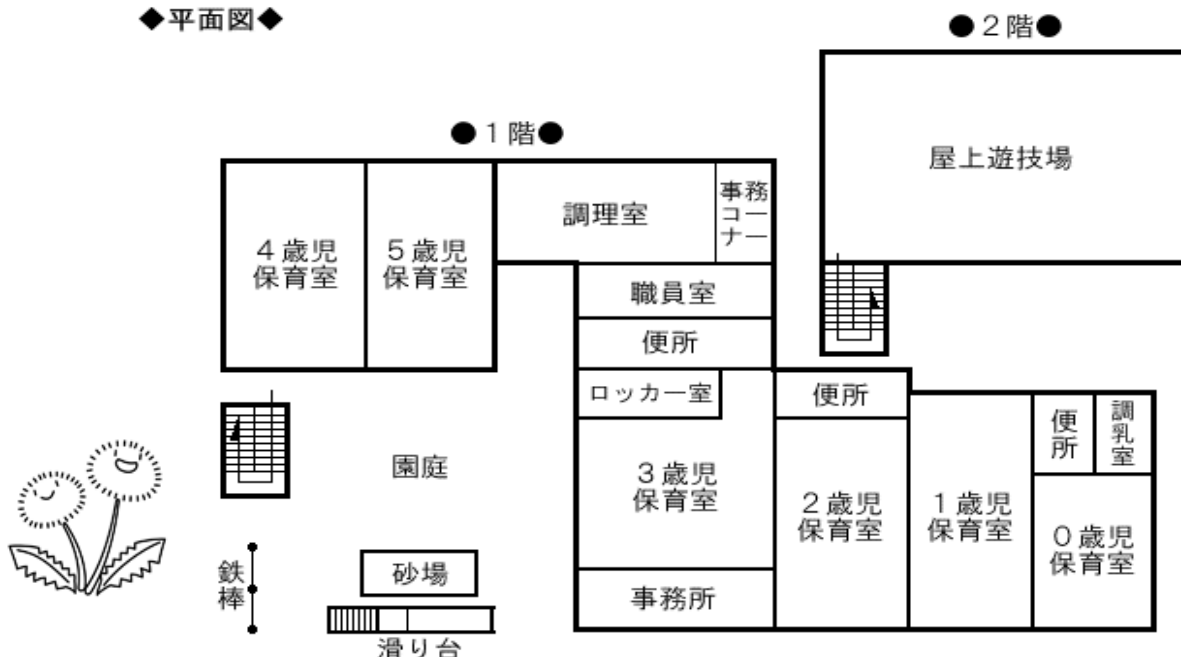 ◆平面図◆
●2階●
屋上遊技場
●1階●
4歳児
保育室
5歳児
保育室
調理室
事務
コー
ナー
職員室
便所
ロッカー室
便所
便所
調乳室
園庭
3歳児
保育室
2歳児
保育室
1歳児
保育室
0歳児
保育室
鉄棒
砂場
事務所
滑り台